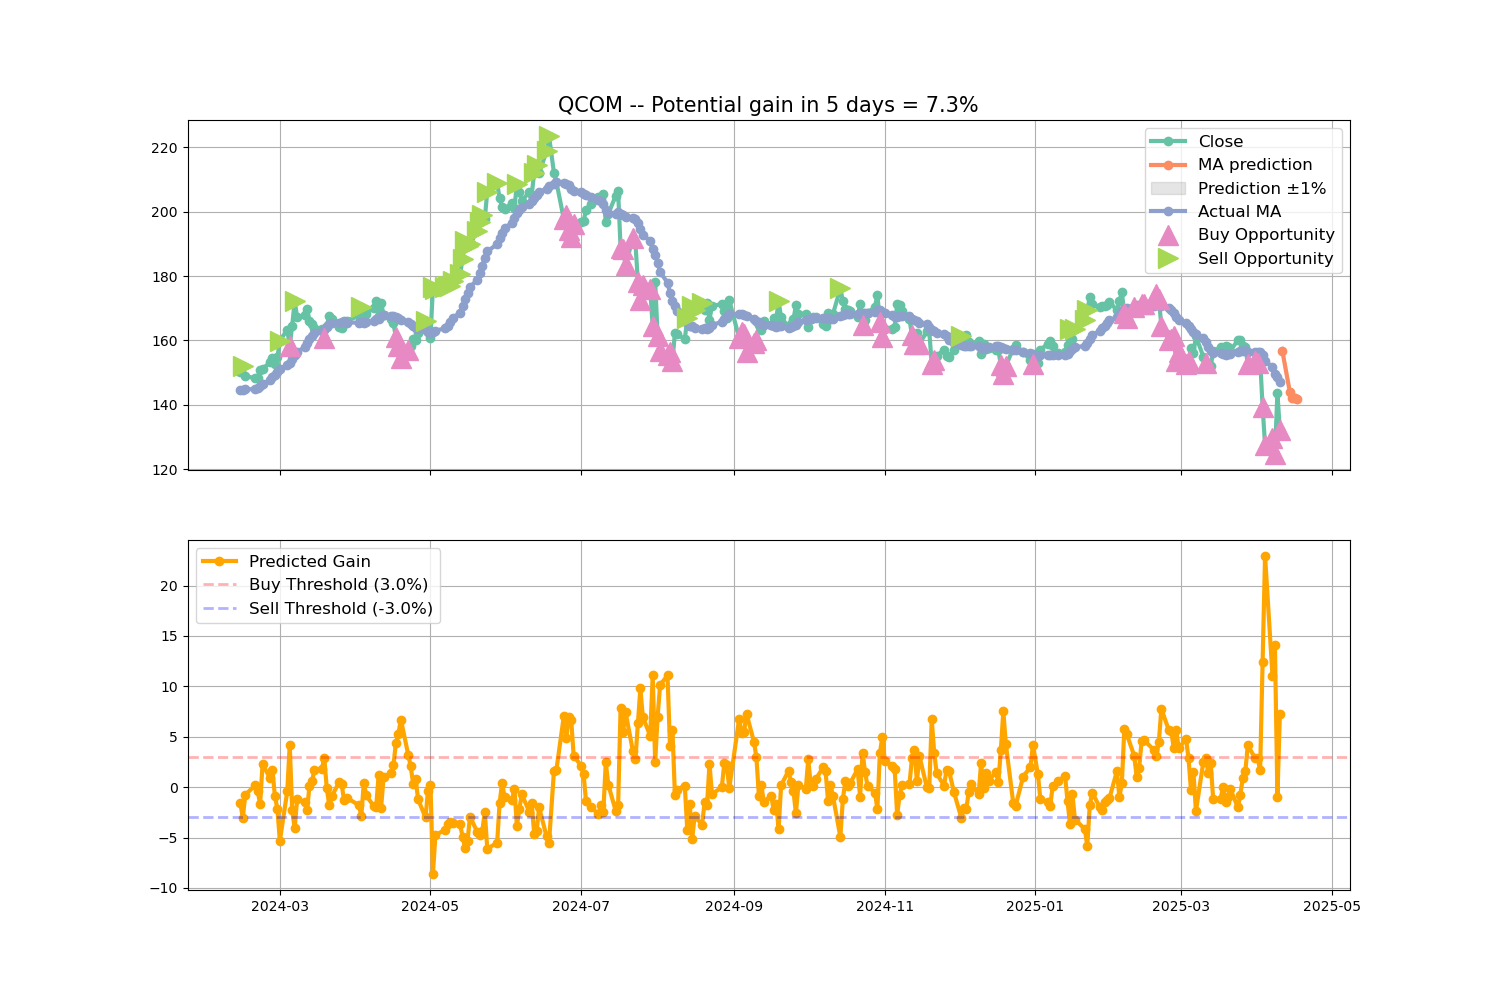 QCOM -- Potential gain in 5 days = 7.3%
220
200
180
160
140
120
Close
MA prediction
Prediction ±1%
Actual MA
Buy Opportunity
Sell Opportunity
20
15
10
5
0
−5
−10
Predicted Gain
Buy Threshold (3.0%)
Sell Threshold (-3.0%)
2024-03 2024-05 2024-07 2024-09 2024-11 2025-01 2025-03 2025-05